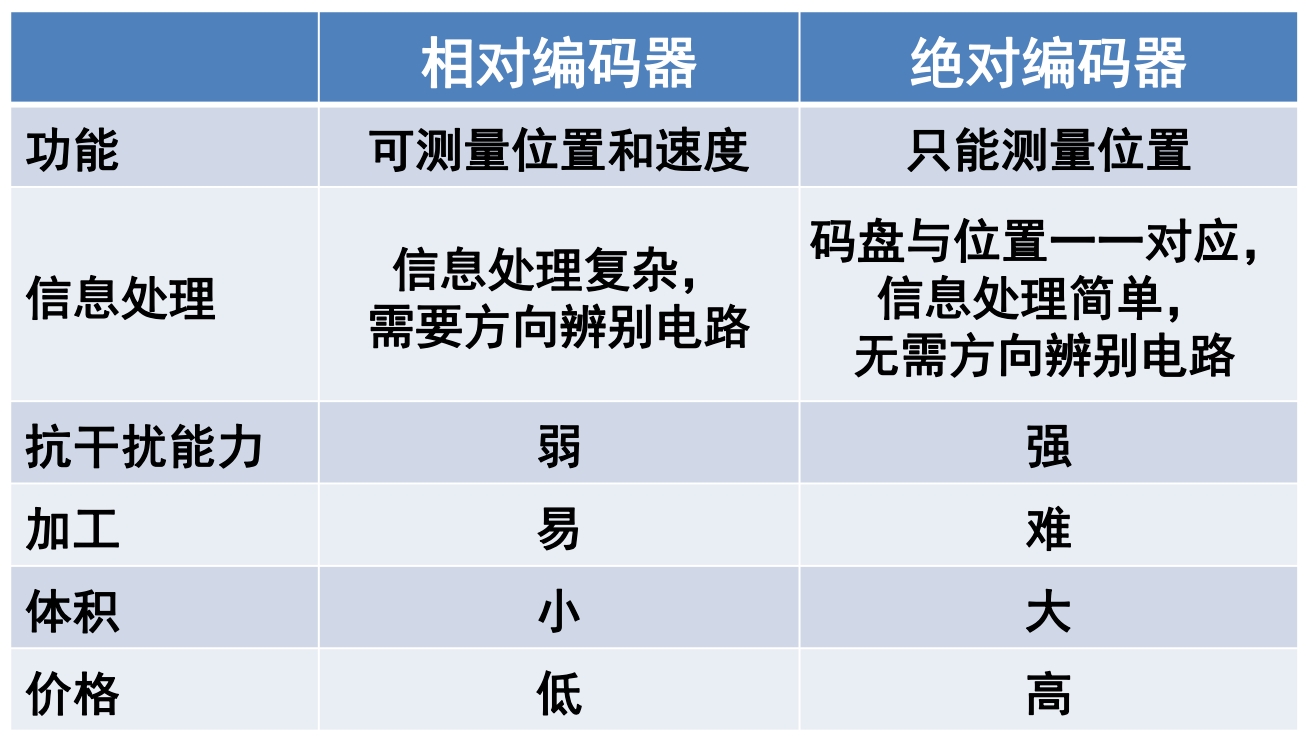 相对编码器
绝对编码器
功能
可测量位置和速度
只能测量位置
信息处理
信息处理复杂，
需要方向辨别电路
码盘与位置一一对应，
信息处理简单，
无需方向辨别电路
抗干扰能力
弱
强
加工
易
难
体积
小
大
价格
低
高